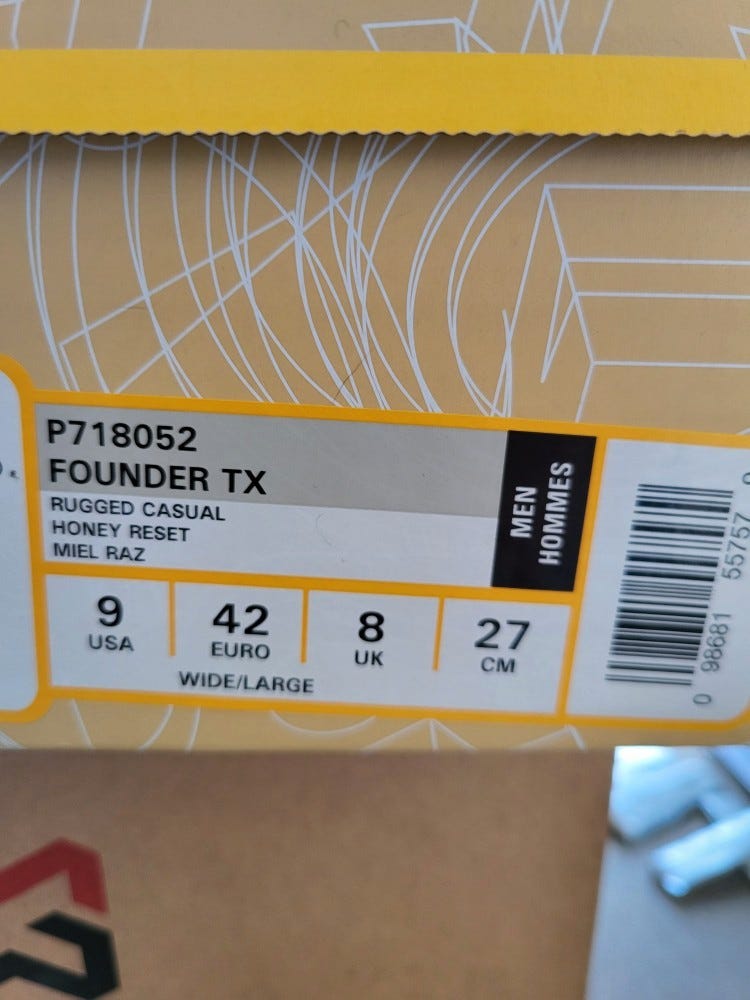 P718052
FOUNDER TX
RUGGED CASUAL
HONEY RESET
MIEL RAZ
MEN
HOMMES
9
USA
42
EURO
8
UK
27
CM
WIDE/LARGE
0 98681 55757